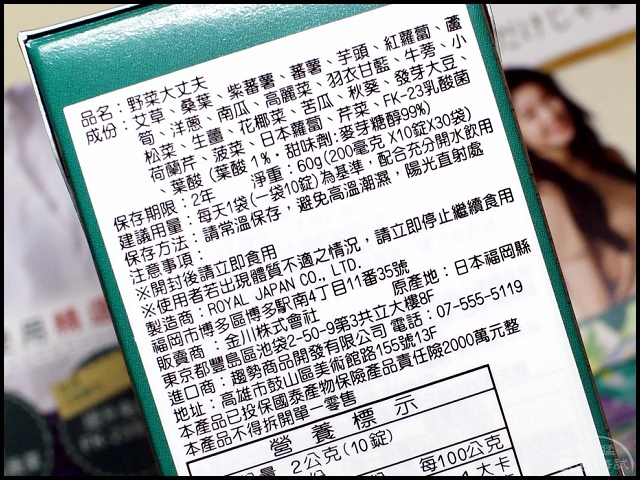 品名：野菜大丈夫
成份：艾草、桑葉、紫蕃薯、蕃薯、芋頭、紅蘿蔔、蘆
筍、洋蔥、南瓜、高麗菜、羽衣甘藍、牛蒡、小
松菜、生薑、花椰菜、苦瓜、秋葵、發芽大豆、
荷蘭芹、菠菜、日本蘿蔔、芹菜、FK-23乳酸菌
、葉酸（葉酸1%，甜味劑:麥芽糖醇99%）
保存期限：2年 淨重：60g(200毫克X10錠X30袋)
建議用量：每天1袋(一袋10錠)為基準，配合充分開水飲用
保存方法：請常溫保存，避免高溫潮濕，陽光直射處
注意事項：
※開封後請立即食用
※使用者若出現體質不適之情況，請立即停止繼續食用
製造商：ROYAL JAPAN CO., LTD.
福岡市博多區博多駅南4丁目11番35號 原產地：日本福岡縣
販賣商：金川株式會社
東京都豐島區池袋2-50-9第3共立大樓8F
進口商：趨勢商品開發有限公司 電話：07-555-5119
地址：高雄市鼓山區美術館路155號13F
本產品已投保國泰產物保險產品責任險2000萬元整
本產品不得拆開單一零售
營養標示
量 2公克(10錠)
每100公克
大卡